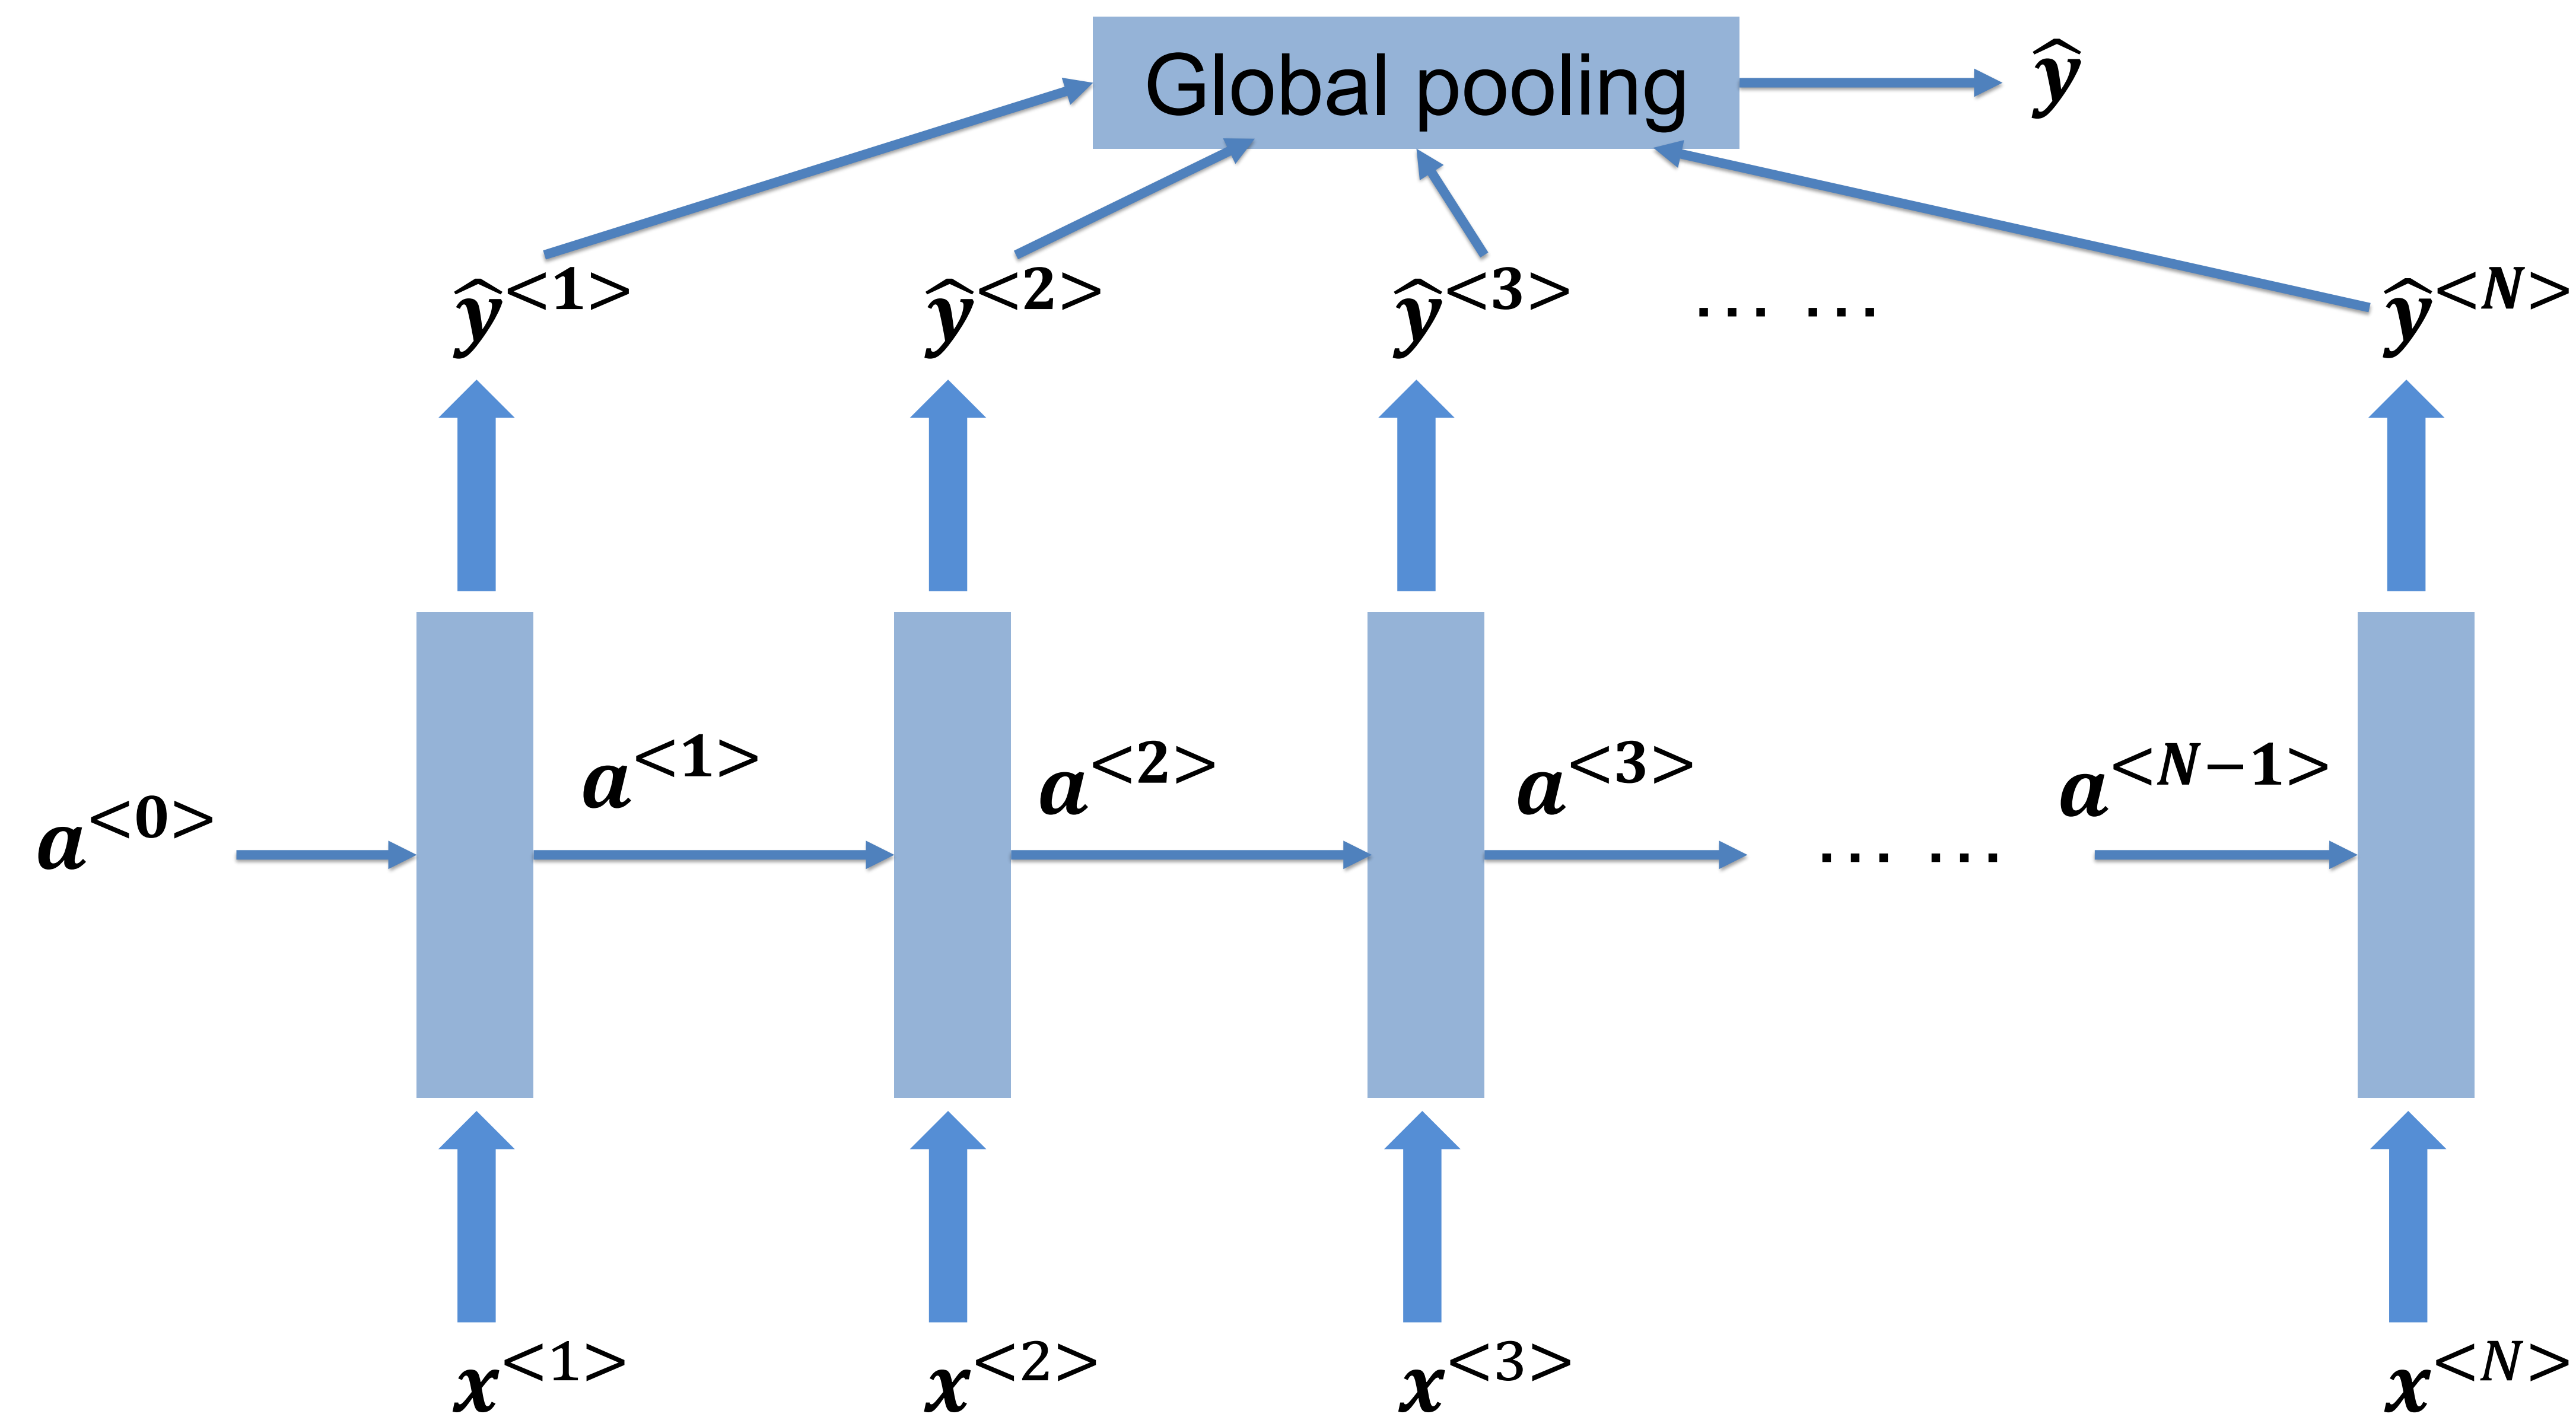 Global pooling ŷ
ŷ<1> ŷ<2> ŷ<3> ... ... ŷ<N>
a<0> a<1> a<2> a<3> ... ... a<N−1>
x<1> x<2> x<3> x<N>